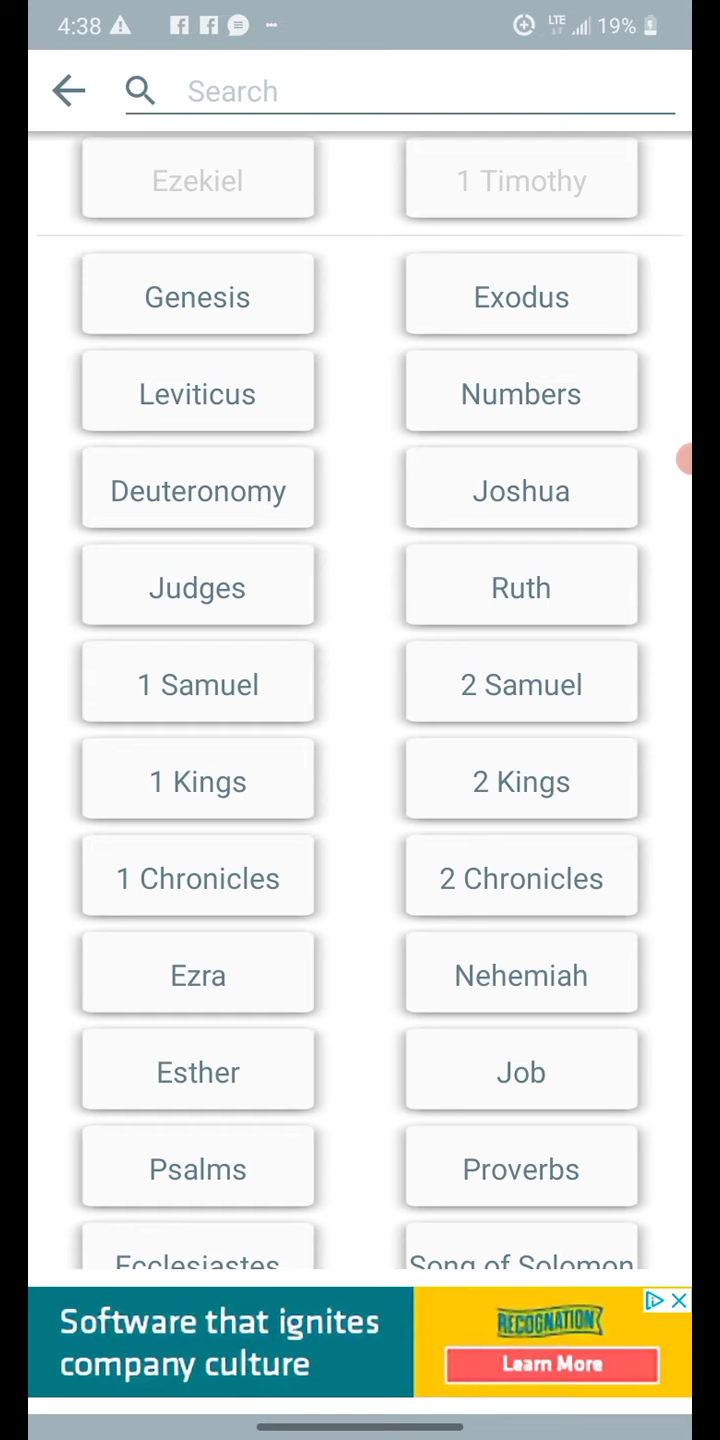 4:38
LTE
19%
Search
Ezekiel
1 Timothy
Genesis
Exodus
Leviticus
Numbers
Deuteronomy
Joshua
Judges
Ruth
1 Samuel
2 Samuel
1 Kings
2 Kings
1 Chronicles
2 Chronicles
Ezra
Nehemiah
Esther
Job
Psalms
Proverbs
Ecclesiastes
Song of Solomon
Software that ignites
company culture
RECOGNATION
Learn More